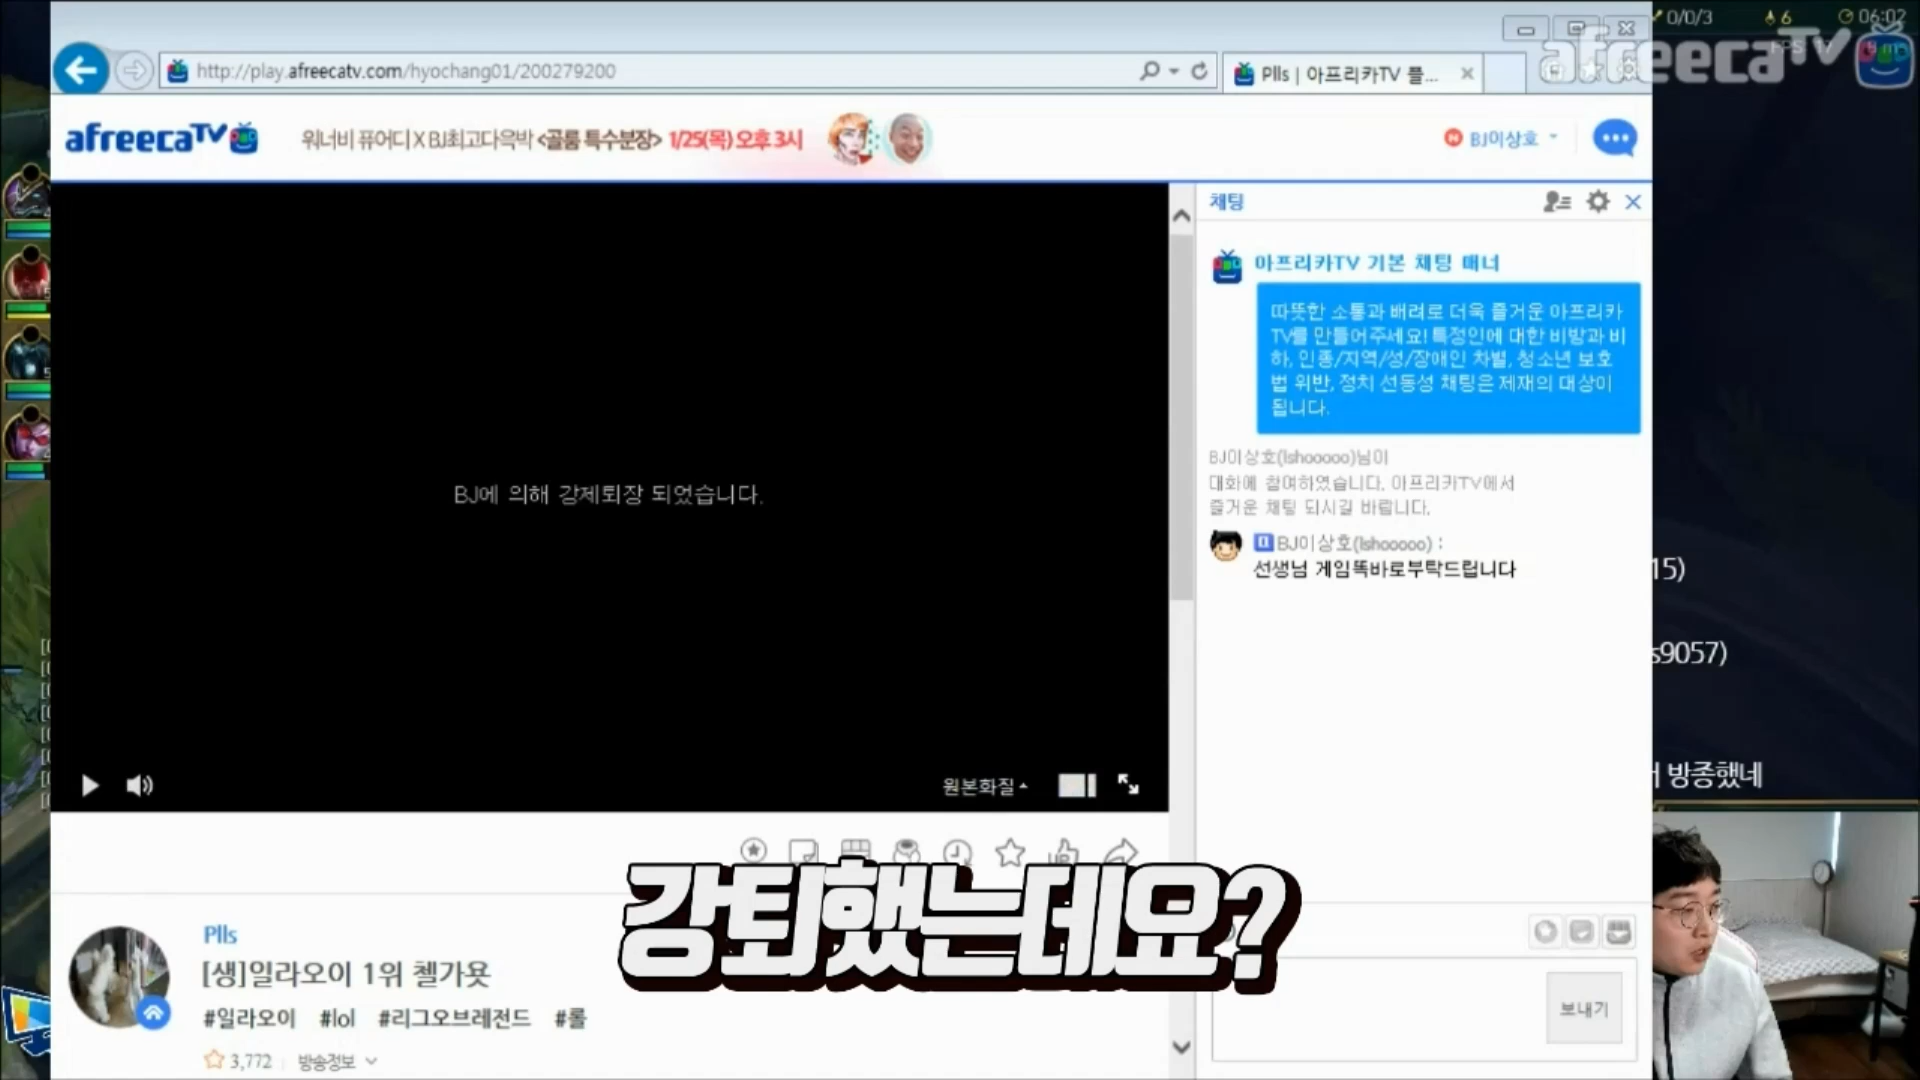 http://play.afreecatv.com/hyochang01/200279200
Plls | 아프리카TV 플...
0/0/3
6
06:02
afreecaTV
afreecaTV
워너비 퓨어디 X BJ최고다윽박 <골룸 특수분장> 1/25(목) 오후 3시
N BJ이상호
채팅
아프리카TV 기본 채팅 매너
따뜻한 소통과 배려로 더욱 즐거운 아프리카
TV를 만들어주세요! 특정인에 대한 비방과 비
하, 인종/지역/성/장애인 차별, 청소년 보호
법 위반, 정치 선동성 채팅은 제재의 대상이
됩니다.
BJ이상호(lshooooo)님이
대화에 참여하였습니다. 아프리카TV에서
즐거운 채팅 되시길 바랍니다.
BJ이상호(lshooooo) :
선생님 게임똑바로부탁드립니다
BJ에 의해 강제퇴장 되었습니다.
15)
s9057)
방종했네
원본화질
강퇴했는데요?
Plls
[생]일라오이 1위 첼가욧
#일라오이 #lol #리그오브레전드 #롤
3,772 방송정보
보내기